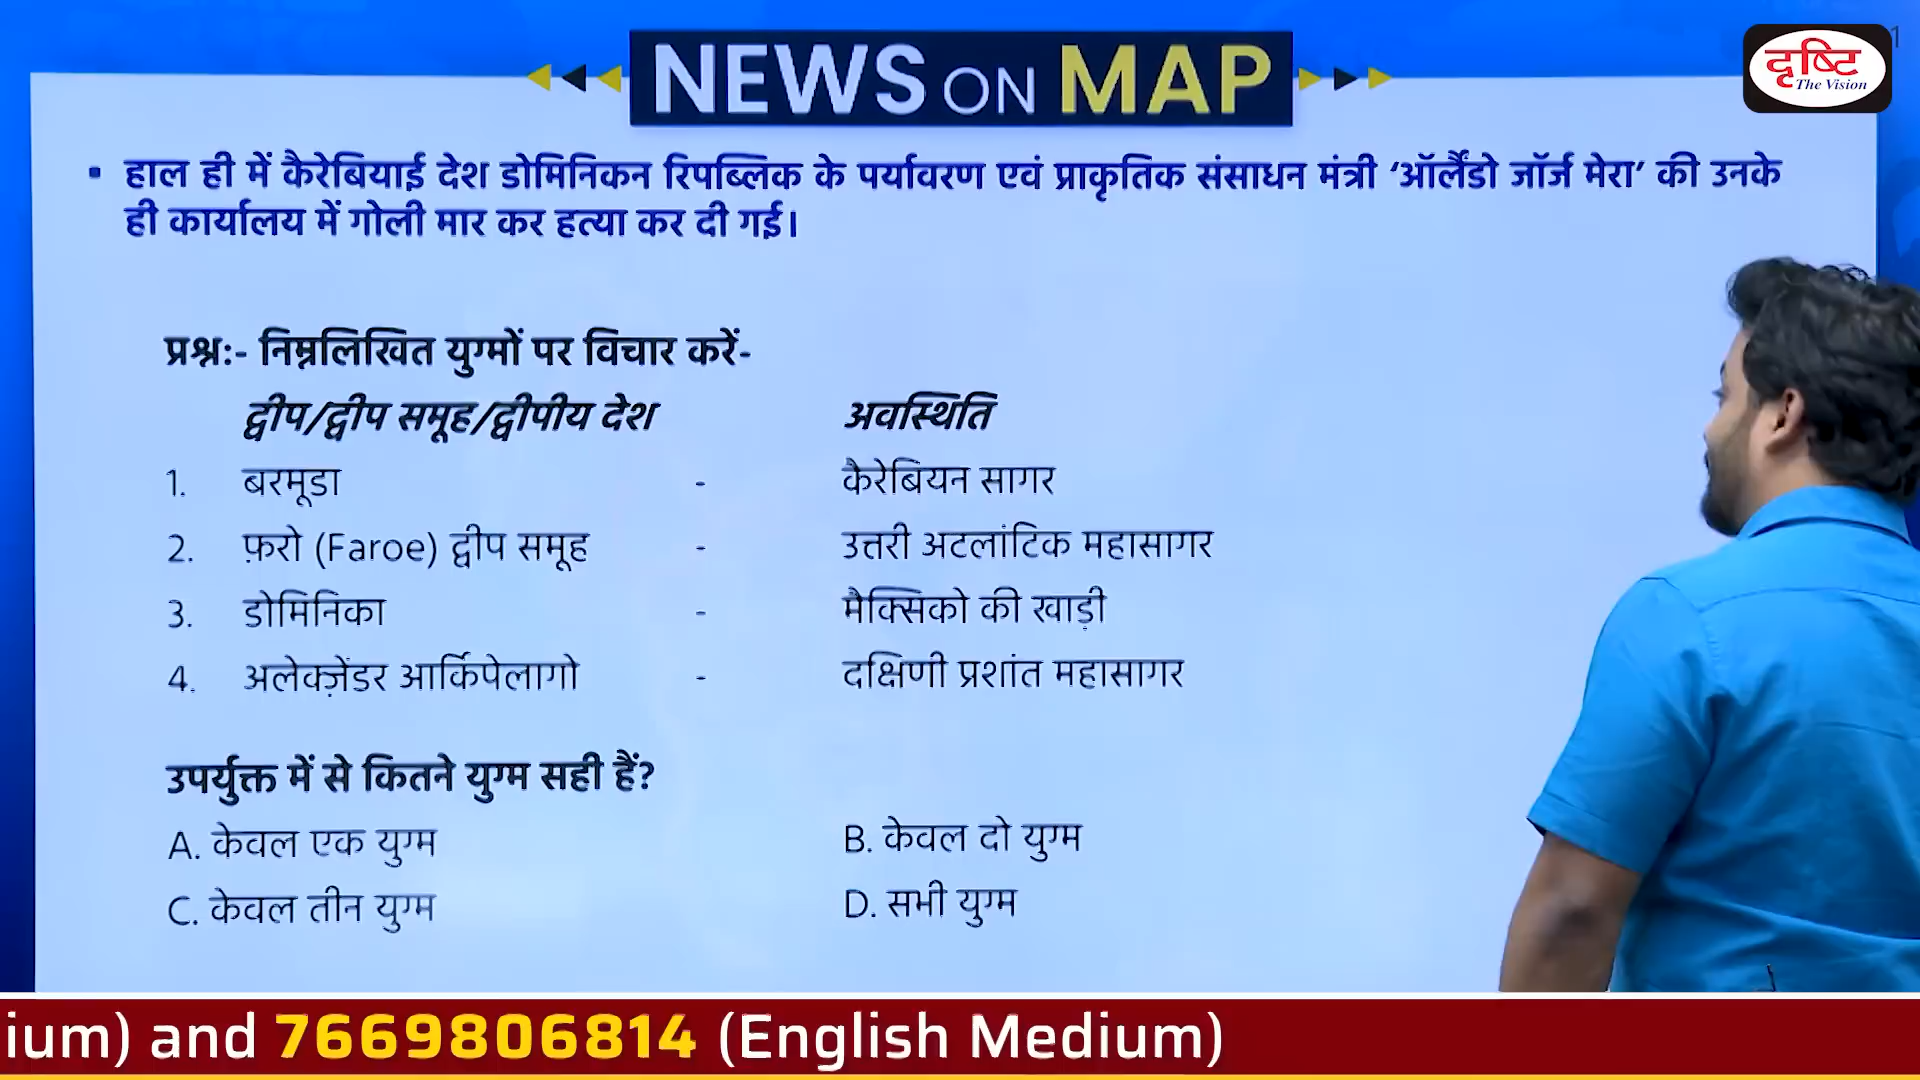 NEWS ON MAP
दृष्टि
The Vision
1
• हाल ही में कैरेबियाई देश डोमिनिकन रिपब्लिक के पर्यावरण एवं प्राकृतिक संसाधन मंत्री ‘ऑर्लैंडो जॉर्ज मेरा’ की उनके
ही कार्यालय में गोली मार कर हत्या कर दी गई।
प्रश्न:- निम्नलिखित युग्मों पर विचार करें-
द्वीप/द्वीप समूह/द्वीपीय देश अवस्थिति
1. बरमूडा - कैरेबियन सागर
2. फ़रो (Faroe) द्वीप समूह - उत्तरी अटलांटिक महासागर
3. डोमिनिका - मैक्सिको की खाड़ी
4. अलेक्ज़ेंडर आर्किपेलागो - दक्षिणी प्रशांत महासागर
उपर्युक्त में से कितने युग्म सही हैं?
A. केवल एक युग्म B. केवल दो युग्म
C. केवल तीन युग्म D. सभी युग्म
ium) and 7669806814 (English Medium)